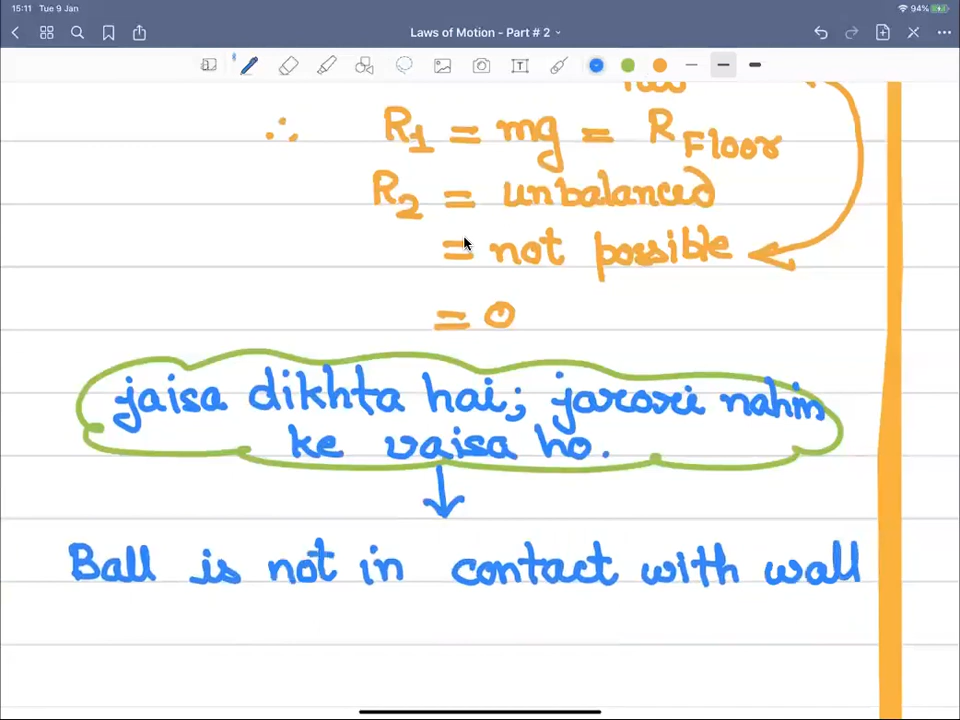 15:11 Tue 9 Jan 94%
Laws of Motion - Part # 2
∴ R1 = mg = R Floor
R2 = unbalanced
= not possible
= 0
jaisa dikhta hai; jaroori nahin
ke vaisa ho.
↓
Ball is not in contact with wall